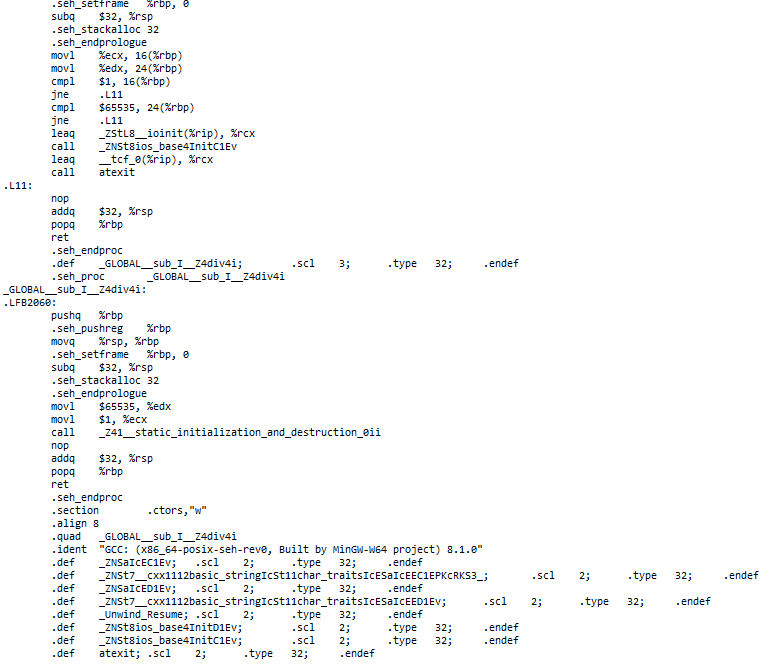 .seh_setframe %rbp, 0
subq $32, %rsp
.seh_stackalloc 32
.seh_endprologue
movl %ecx, 16(%rbp)
movl %edx, 24(%rbp)
cmpl $1, 16(%rbp)
jne .L11
cmpl $65535, 24(%rbp)
jne .L11
leaq _ZStL8__ioinit(%rip), %rcx
call _ZNSt8ios_base4InitC1Ev
leaq __tcf_0(%rip), %rcx
call atexit
.L11:
nop
addq $32, %rsp
popq %rbp
ret
.seh_endproc
.def _GLOBAL__sub_I__Z4div4i; .scl 3; .type 32; .endef
.seh_proc _GLOBAL__sub_I__Z4div4i
_GLOBAL__sub_I__Z4div4i:
.LFB2060:
pushq %rbp
.seh_pushreg %rbp
movq %rsp, %rbp
.seh_setframe %rbp, 0
subq $32, %rsp
.seh_stackalloc 32
.seh_endprologue
movl $65535, %edx
movl $1, %ecx
call _Z41__static_initialization_and_destruction_0ii
nop
addq $32, %rsp
popq %rbp
ret
.seh_endproc
.section .ctors,"w"
.align 8
.quad _GLOBAL__sub_I__Z4div4i
.ident "GCC: (x86_64-posix-seh-rev0, Built by MinGW-W64 project) 8.1.0"
.def _ZNSaIcEC1Ev; .scl 2; .type 32; .endef
.def _ZNSt7__cxx1112basic_stringIcSt11char_traitsIcESaIcEEC1EPKcRKS3_; .scl 2; .type 32; .endef
.def _ZNSaIcED1Ev; .scl 2; .type 32; .endef
.def _ZNSt7__cxx1112basic_stringIcSt11char_traitsIcESaIcEED1Ev; .scl 2; .type 32; .endef
.def _Unwind_Resume; .scl 2; .type 32; .endef
.def _ZNSt8ios_base4InitD1Ev; .scl 2; .type 32; .endef
.def _ZNSt8ios_base4InitC1Ev; .scl 2; .type 32; .endef
.def atexit; .scl 2; .type 32; .endef